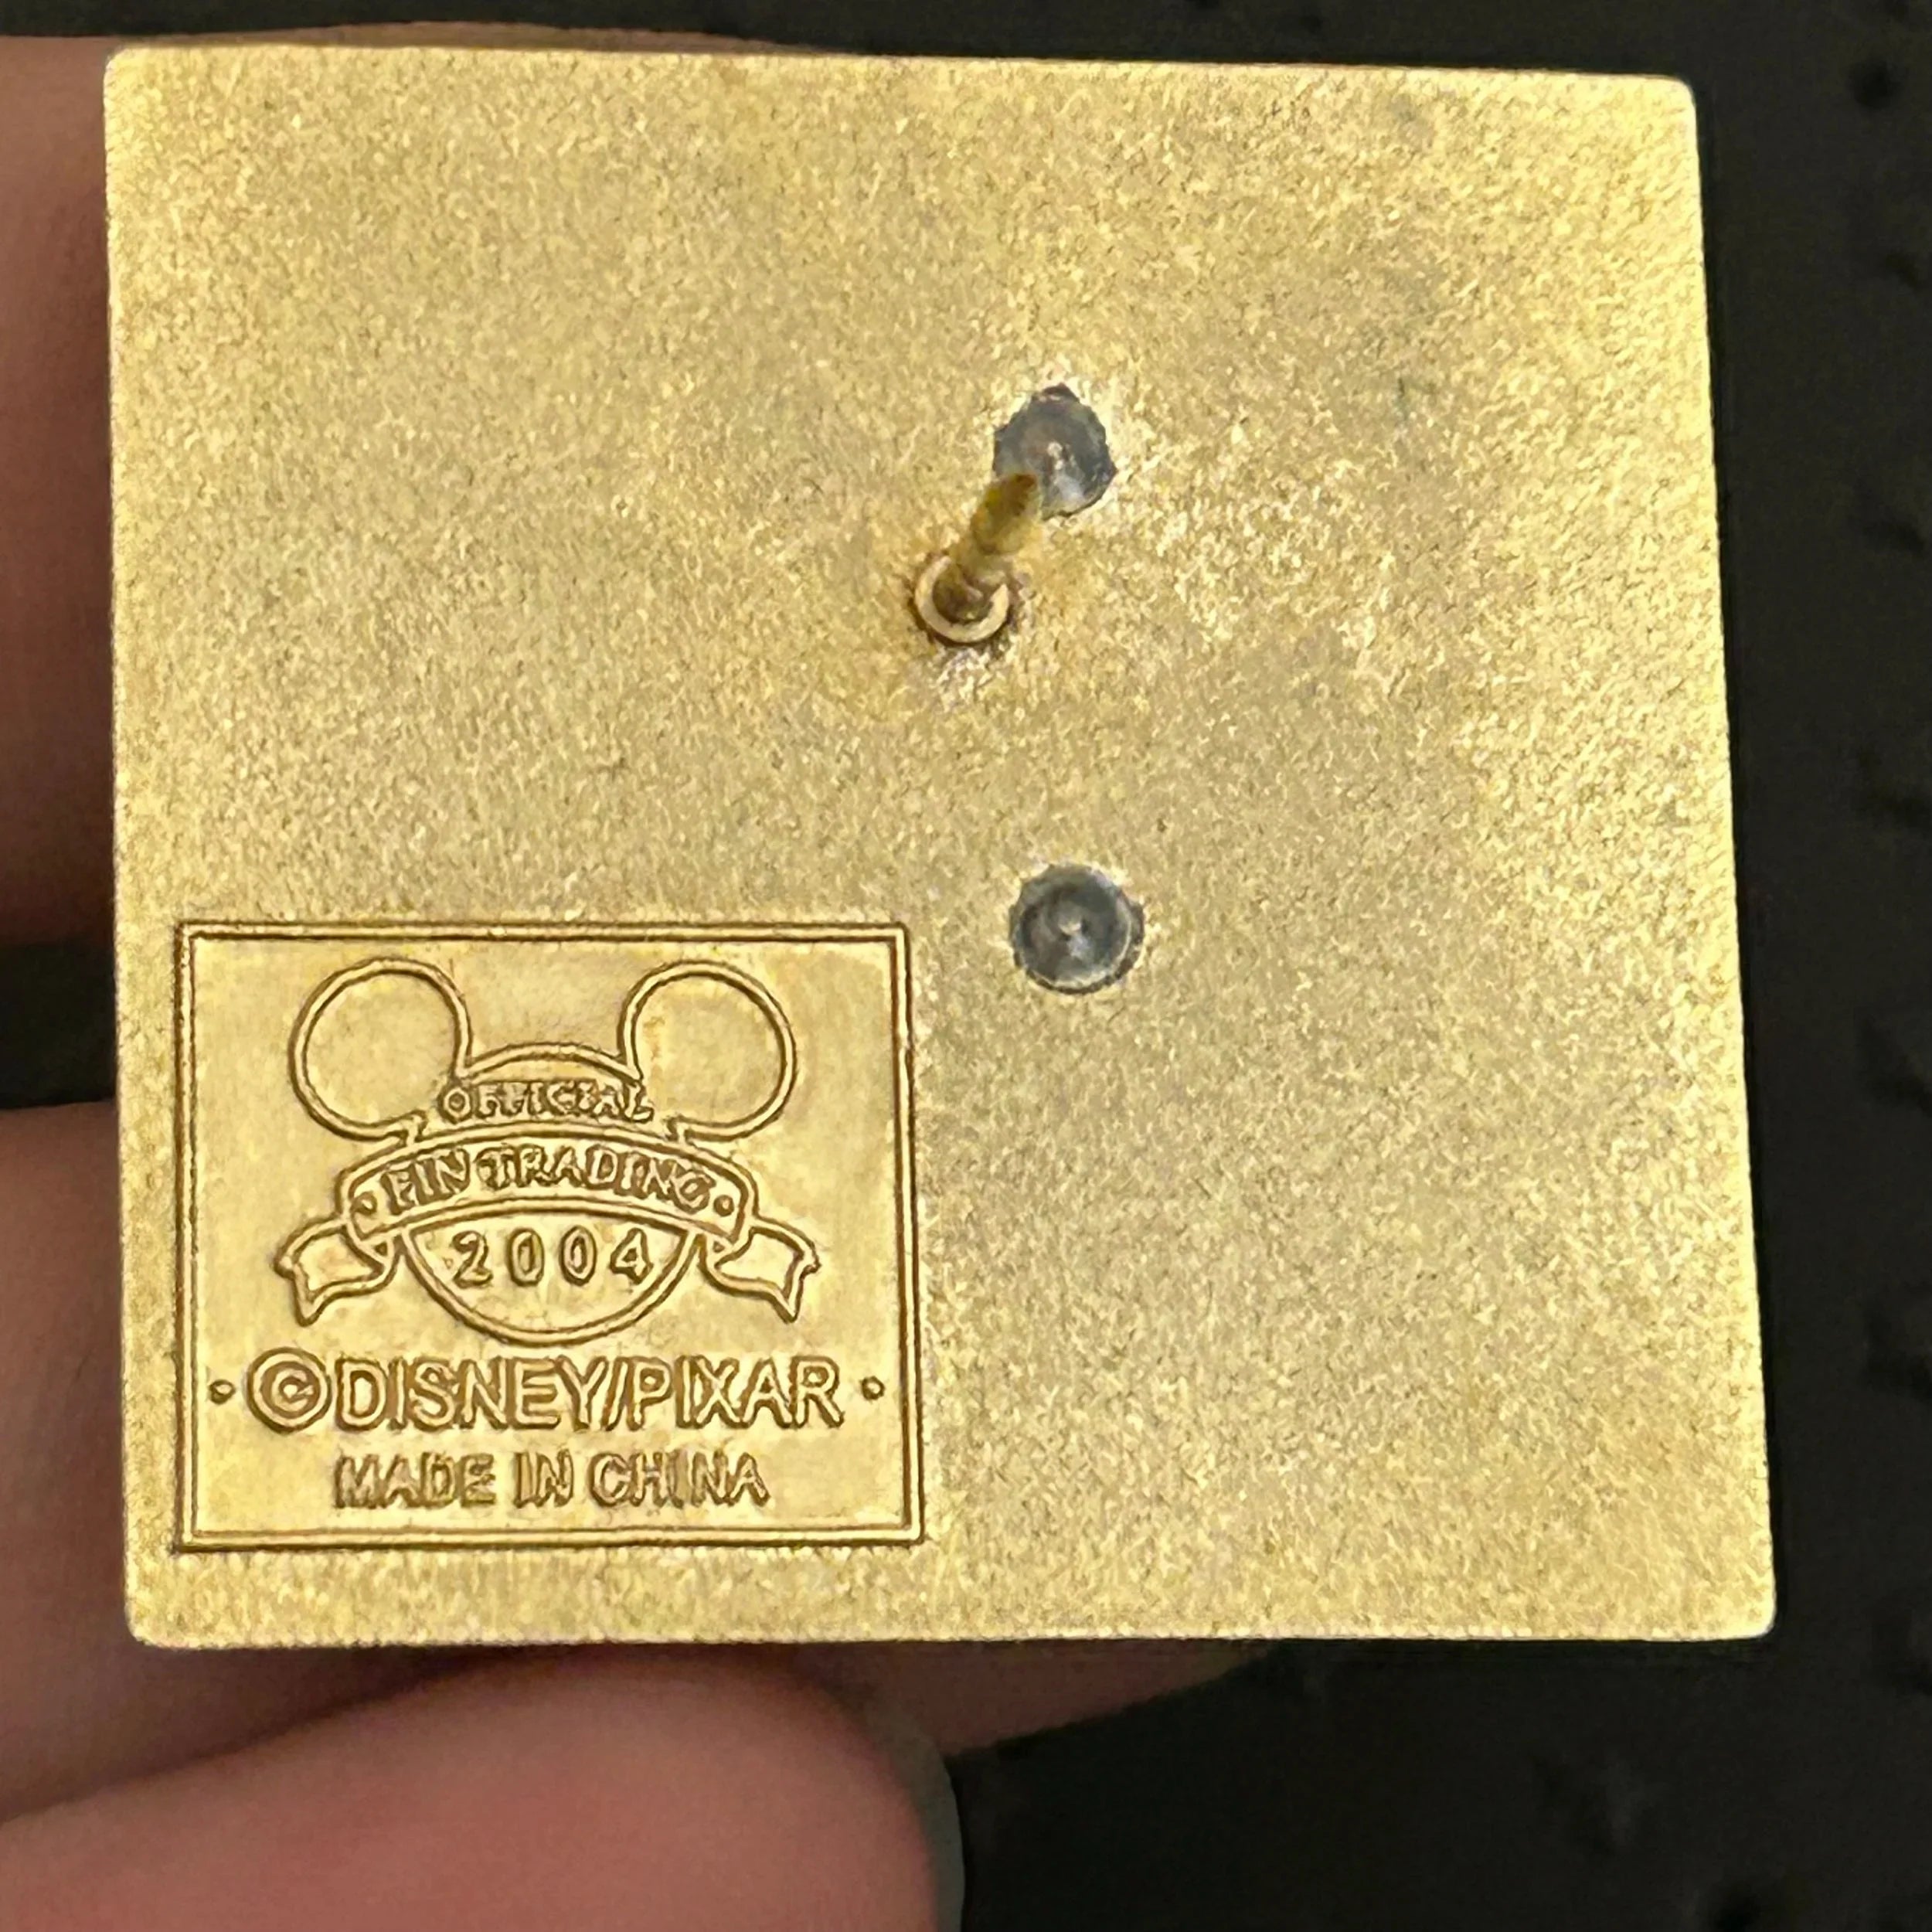 OFFICIAL
PIN TRADING
2004
©DISNEY/PIXAR
MADE IN CHINA